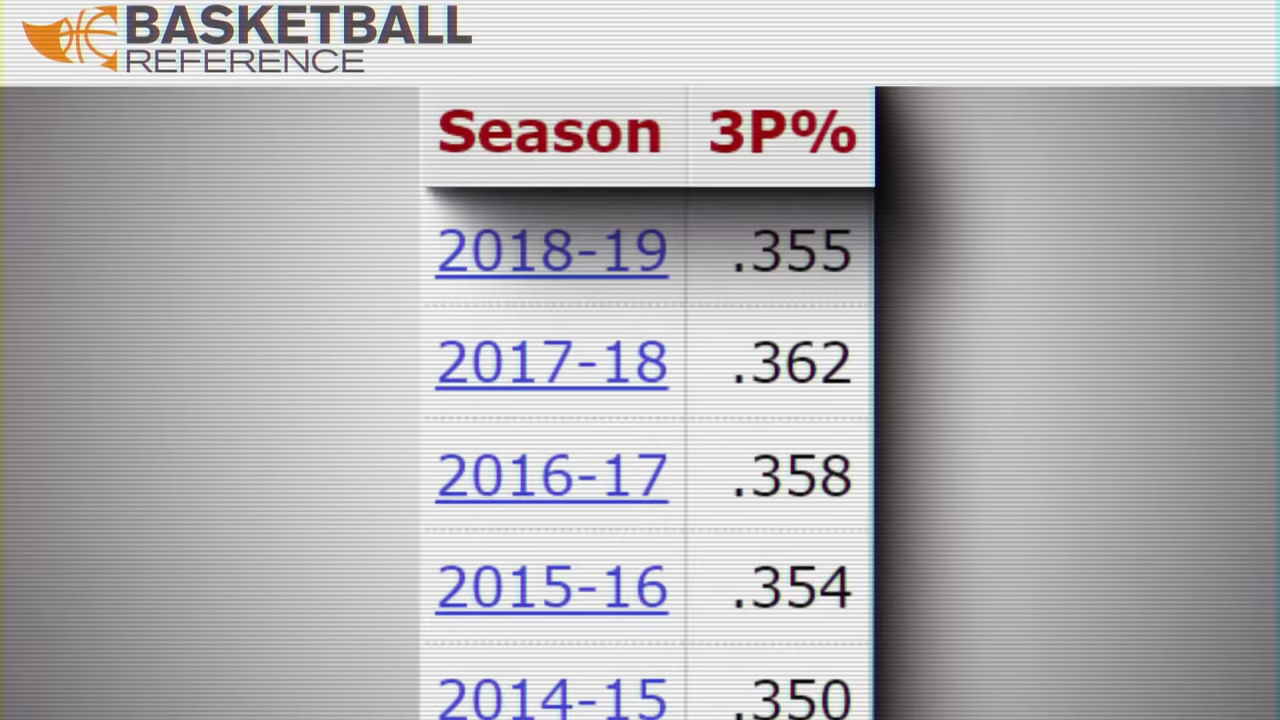 BASKETBALL
REFERENCE
Season 3P%
2018-19 .355
2017-18 .362
2016-17 .358
2015-16 .354
2014-15 .350